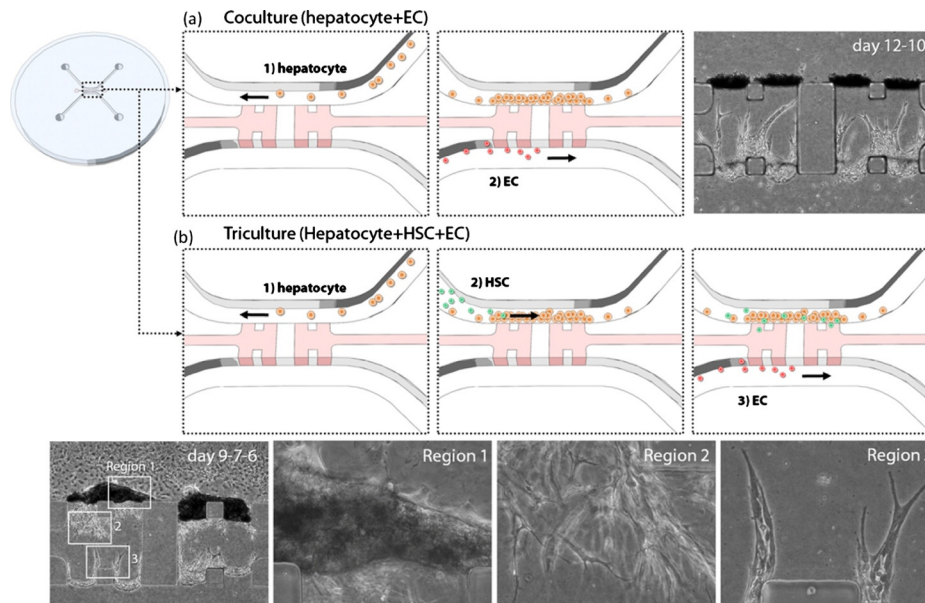 (a) Coculture (hepatocyte+EC)
1) hepatocyte
2) EC
day 12-10
(b) Triculture (Hepatocyte+HSC+EC)
1) hepatocyte
2) HSC
3) EC
day 9-7-6
Region 1
2
3
Region 1
Region 2
Region